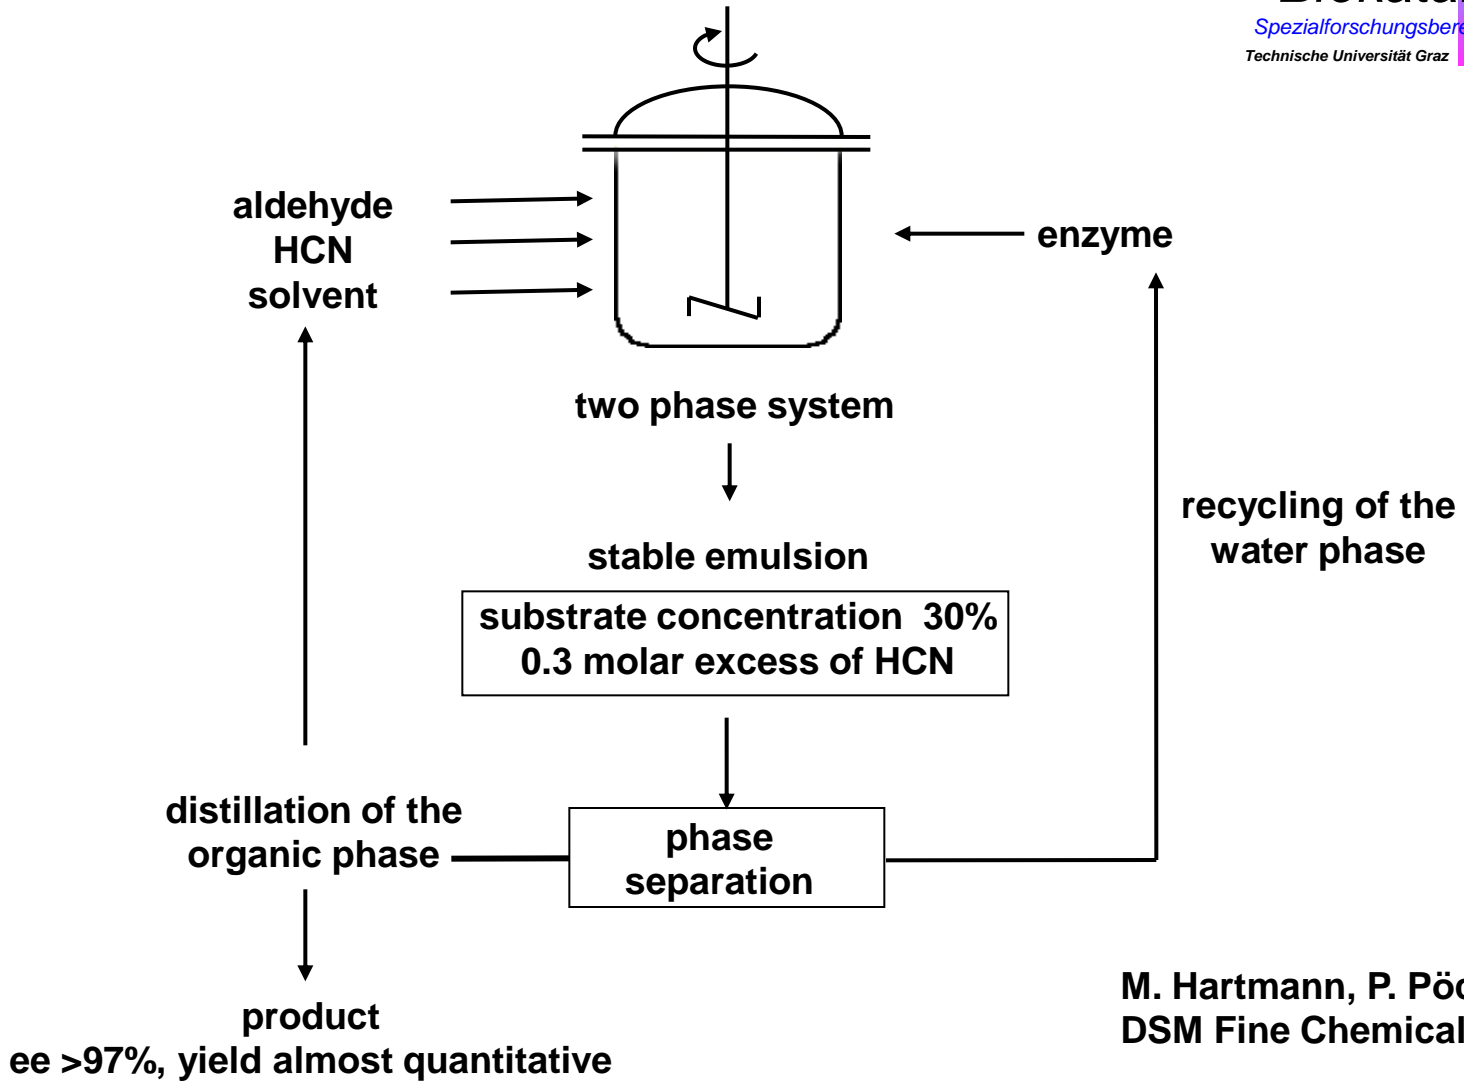 Spezialforschungsbere
Technische Universität Graz
aldehyde
HCN
solvent
enzyme
two phase system
stable emulsion
substrate concentration 30%
0.3 molar excess of HCN
recycling of the
water phase
distillation of the
organic phase
phase
separation
product
ee >97%, yield almost quantitative
M. Hartmann, P.
DSM Fine Chemical